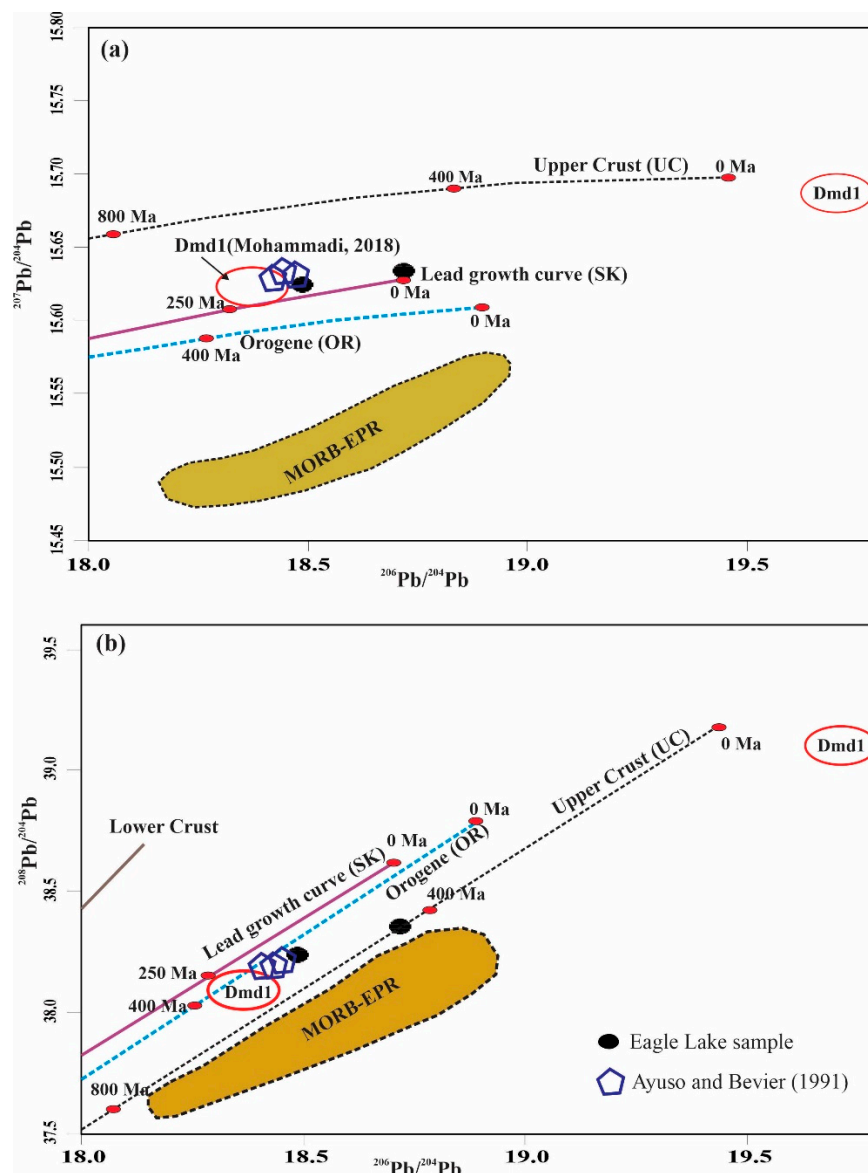 (a)
15.80
15.75
15.70
15.65
15.60
15.55
15.50
15.45
²⁰⁷Pb/²⁰⁴Pb
Upper Crust (UC)
0 Ma
400 Ma
800 Ma
Dmd1
Dmd1(Mohammadi, 2018)
Lead growth curve (SK)
0 Ma
250 Ma
Orogene (OR)
0 Ma
400 Ma
MORB-EPR
18.0
18.5
19.0
19.5
²⁰⁶Pb/²⁰⁴Pb
(b)
39.5
39.0
38.5
38.0
37.5
²⁰⁸Pb/²⁰⁴Pb
Dmd1
0 Ma
Upper Crust (UC)
Lower Crust
0 Ma
0 Ma
Lead growth curve (SK)
Orogene (OR)
400 Ma
250 Ma
Dmd1
400 Ma
MORB-EPR
800 Ma
Eagle Lake sample
Ayuso and Bevier (1991)
18.0
18.5
19.0
19.5
²⁰⁶Pb/²⁰⁴Pb